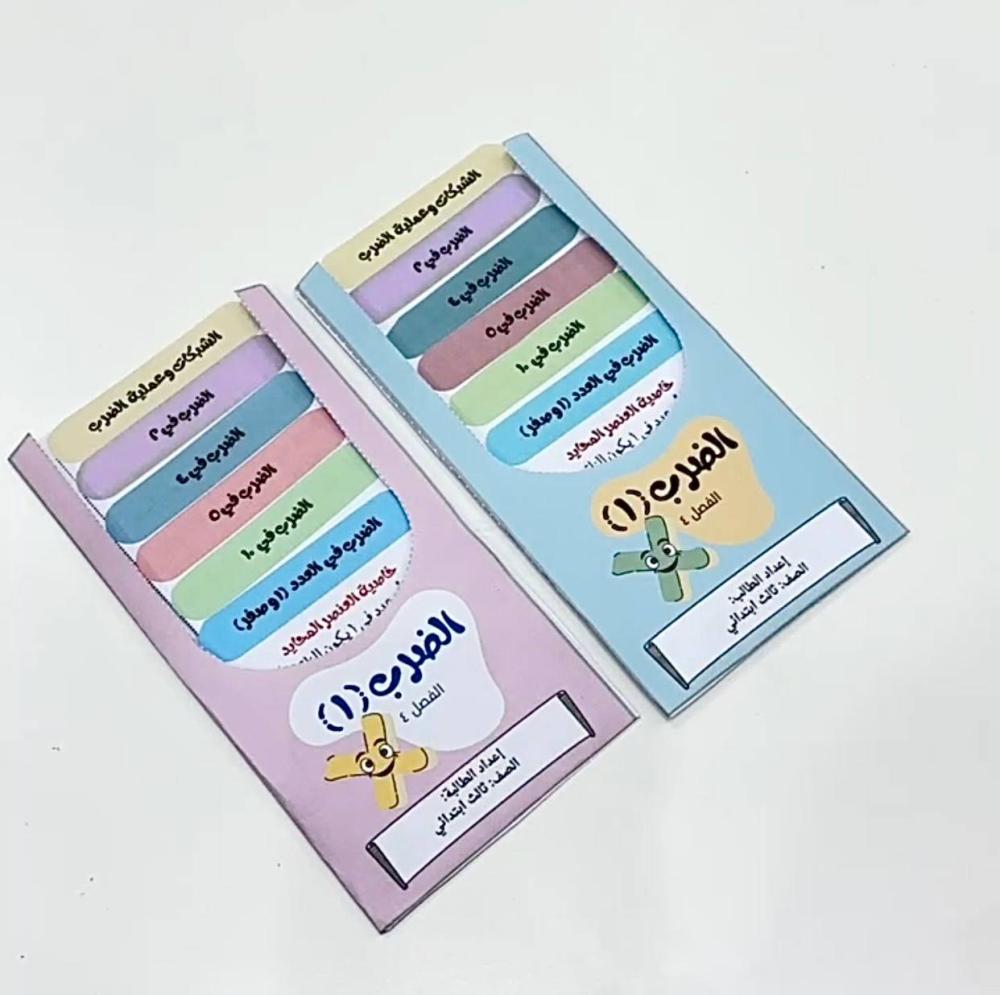 الشبكات وعملية الضرب
الضرب في ٢
الضرب في ٤
الضرب في ٥
الضرب في ١٠
الضرب في العدد (١ و صفر)
خاصية العنصر المحايد
الضرب (١)
الفصل ٤
إعداد الطالبة:
الصف: ثالث ابتدائي
الشبكات وعملية الضرب
الضرب في ٢
الضرب في ٤
الضرب في ٥
الضرب في ١٠
الضرب في العدد (١ و صفر)
خاصية العنصر المحايد
الضرب (١)
الفصل ٤
إعداد الطالب:
الصف: ثالث ابتدائي